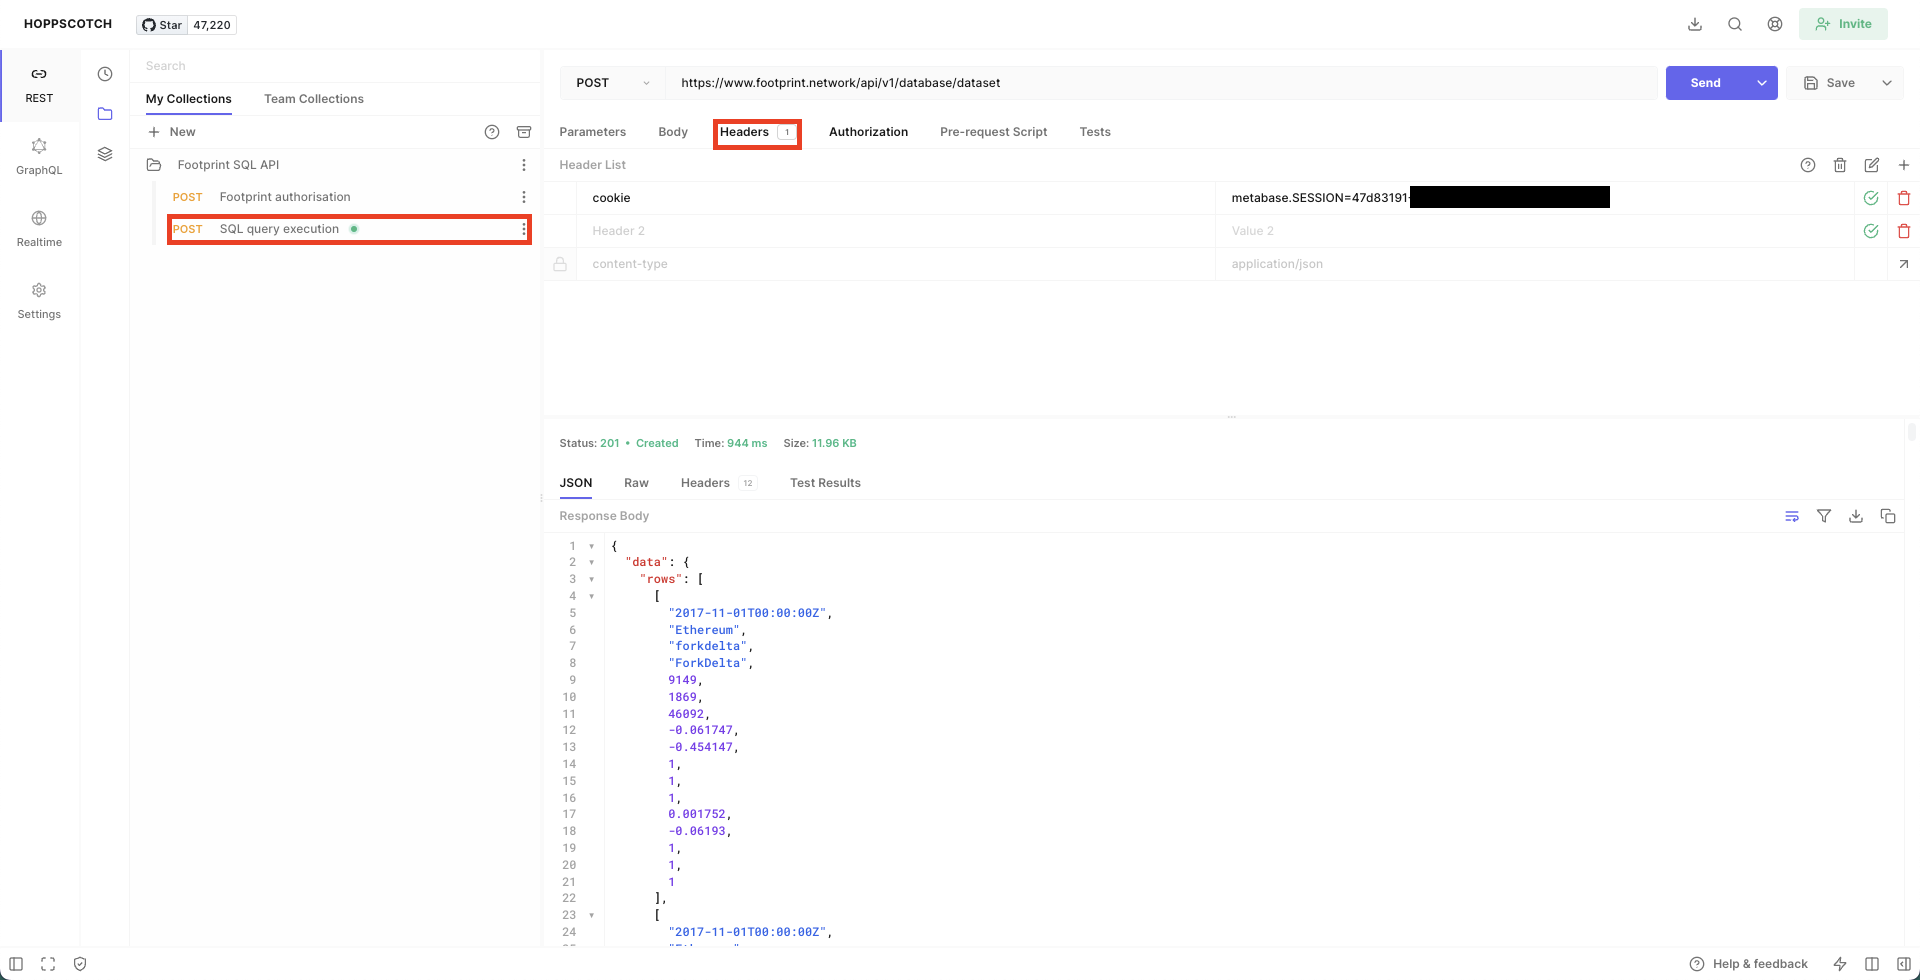 HOPPSCOTCH
Star 47,220
Invite
REST
GraphQL
Realtime
Settings
Search
My Collections Team Collections
New
Footprint SQL API
POST Footprint authorisation
POST SQL query execution
POST https://www.footprint.network/api/v1/database/dataset
Send Save
Parameters Body Headers 1 Authorization Pre-request Script Tests
Header List
cookie metabase.SESSION=47d83191-
Header 2 Value 2
content-type application/json
Status: 201 • Created Time: 944 ms Size: 11.96 KB
JSON Raw Headers 12 Test Results
Response Body
1 {
2 "data": {
3 "rows": [
4 [
5 "2017-11-01T00:00:00Z",
6 "Ethereum",
7 "forkdelta",
8 "ForkDelta",
9 9149,
10 1869,
11 46092,
12 -0.061747,
13 -0.454147,
14 1,
15 1,
16 1,
17 0.001752,
18 -0.06193,
19 1,
20 1,
21 1
22 ],
23 [
24 "2017-11-01T00:00:00Z",
Help & feedback